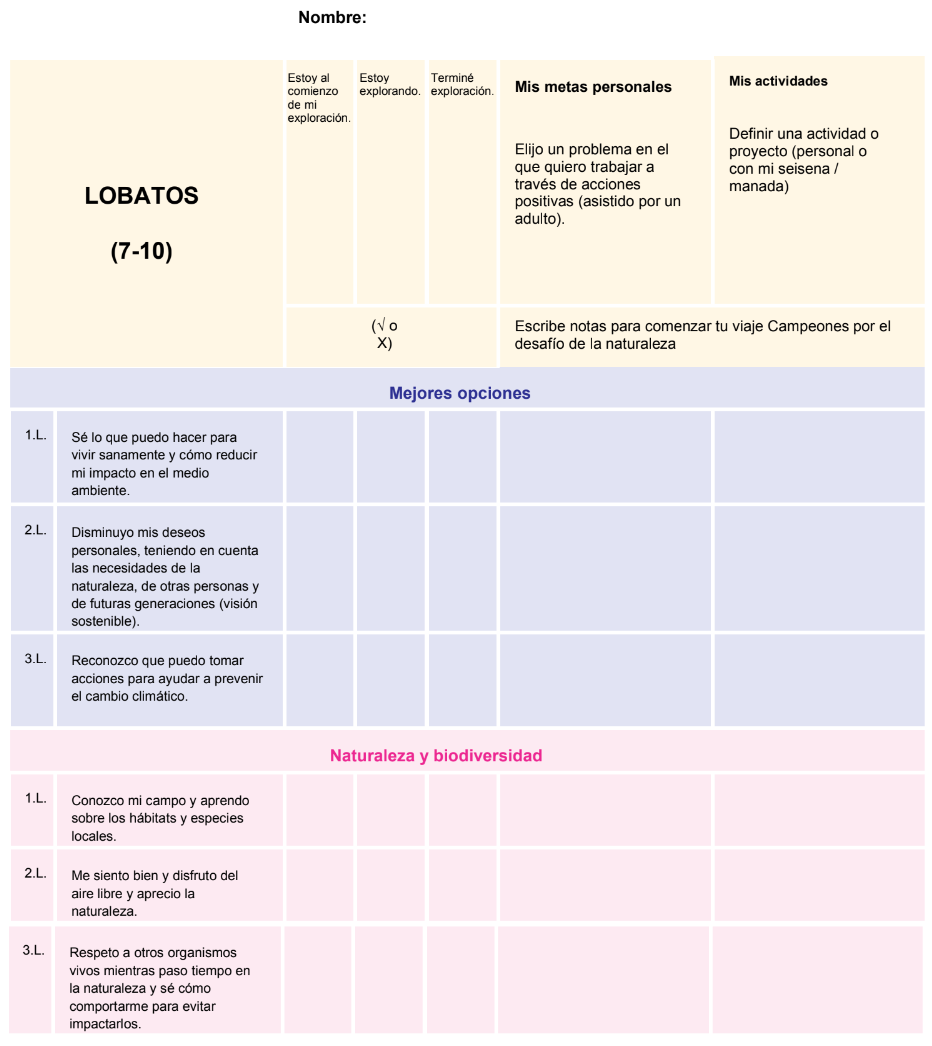 Nombre:
LOBATOS
(7-10)
Estoy al
comienzo
de mi
exploración.
Estoy
explorando.
Terminé
exploración.
Mis metas personales
Elijo un problema en el
que quiero trabajar a
través de acciones
positivas (asistido por un
adulto).
Mis actividades
Definir una actividad o
proyecto (personal o
con mi seisena /
manada)
(√ o
X)
Escribe notas para comenzar tu viaje Campeones por el
desafío de la naturaleza
Mejores opciones
1.L.
Sé lo que puedo hacer para
vivir sanamente y cómo reducir
mi impacto en el medio
ambiente.
2.L.
Disminuyo mis deseos
personales, teniendo en cuenta
las necesidades de la
naturaleza, de otras personas y
de futuras generaciones (visión
sostenible).
3.L.
Reconozco que puedo tomar
acciones para ayudar a prevenir
el cambio climático.
Naturaleza y biodiversidad
1.L.
Conozco mi campo y aprendo
sobre los hábitats y especies
locales.
2.L.
Me siento bien y disfruto del
aire libre y aprecio la
naturaleza.
3.L.
Respeto a otros organismos
vivos mientras paso tiempo en
la naturaleza y sé cómo
comportarme para evitar
impactarlos.